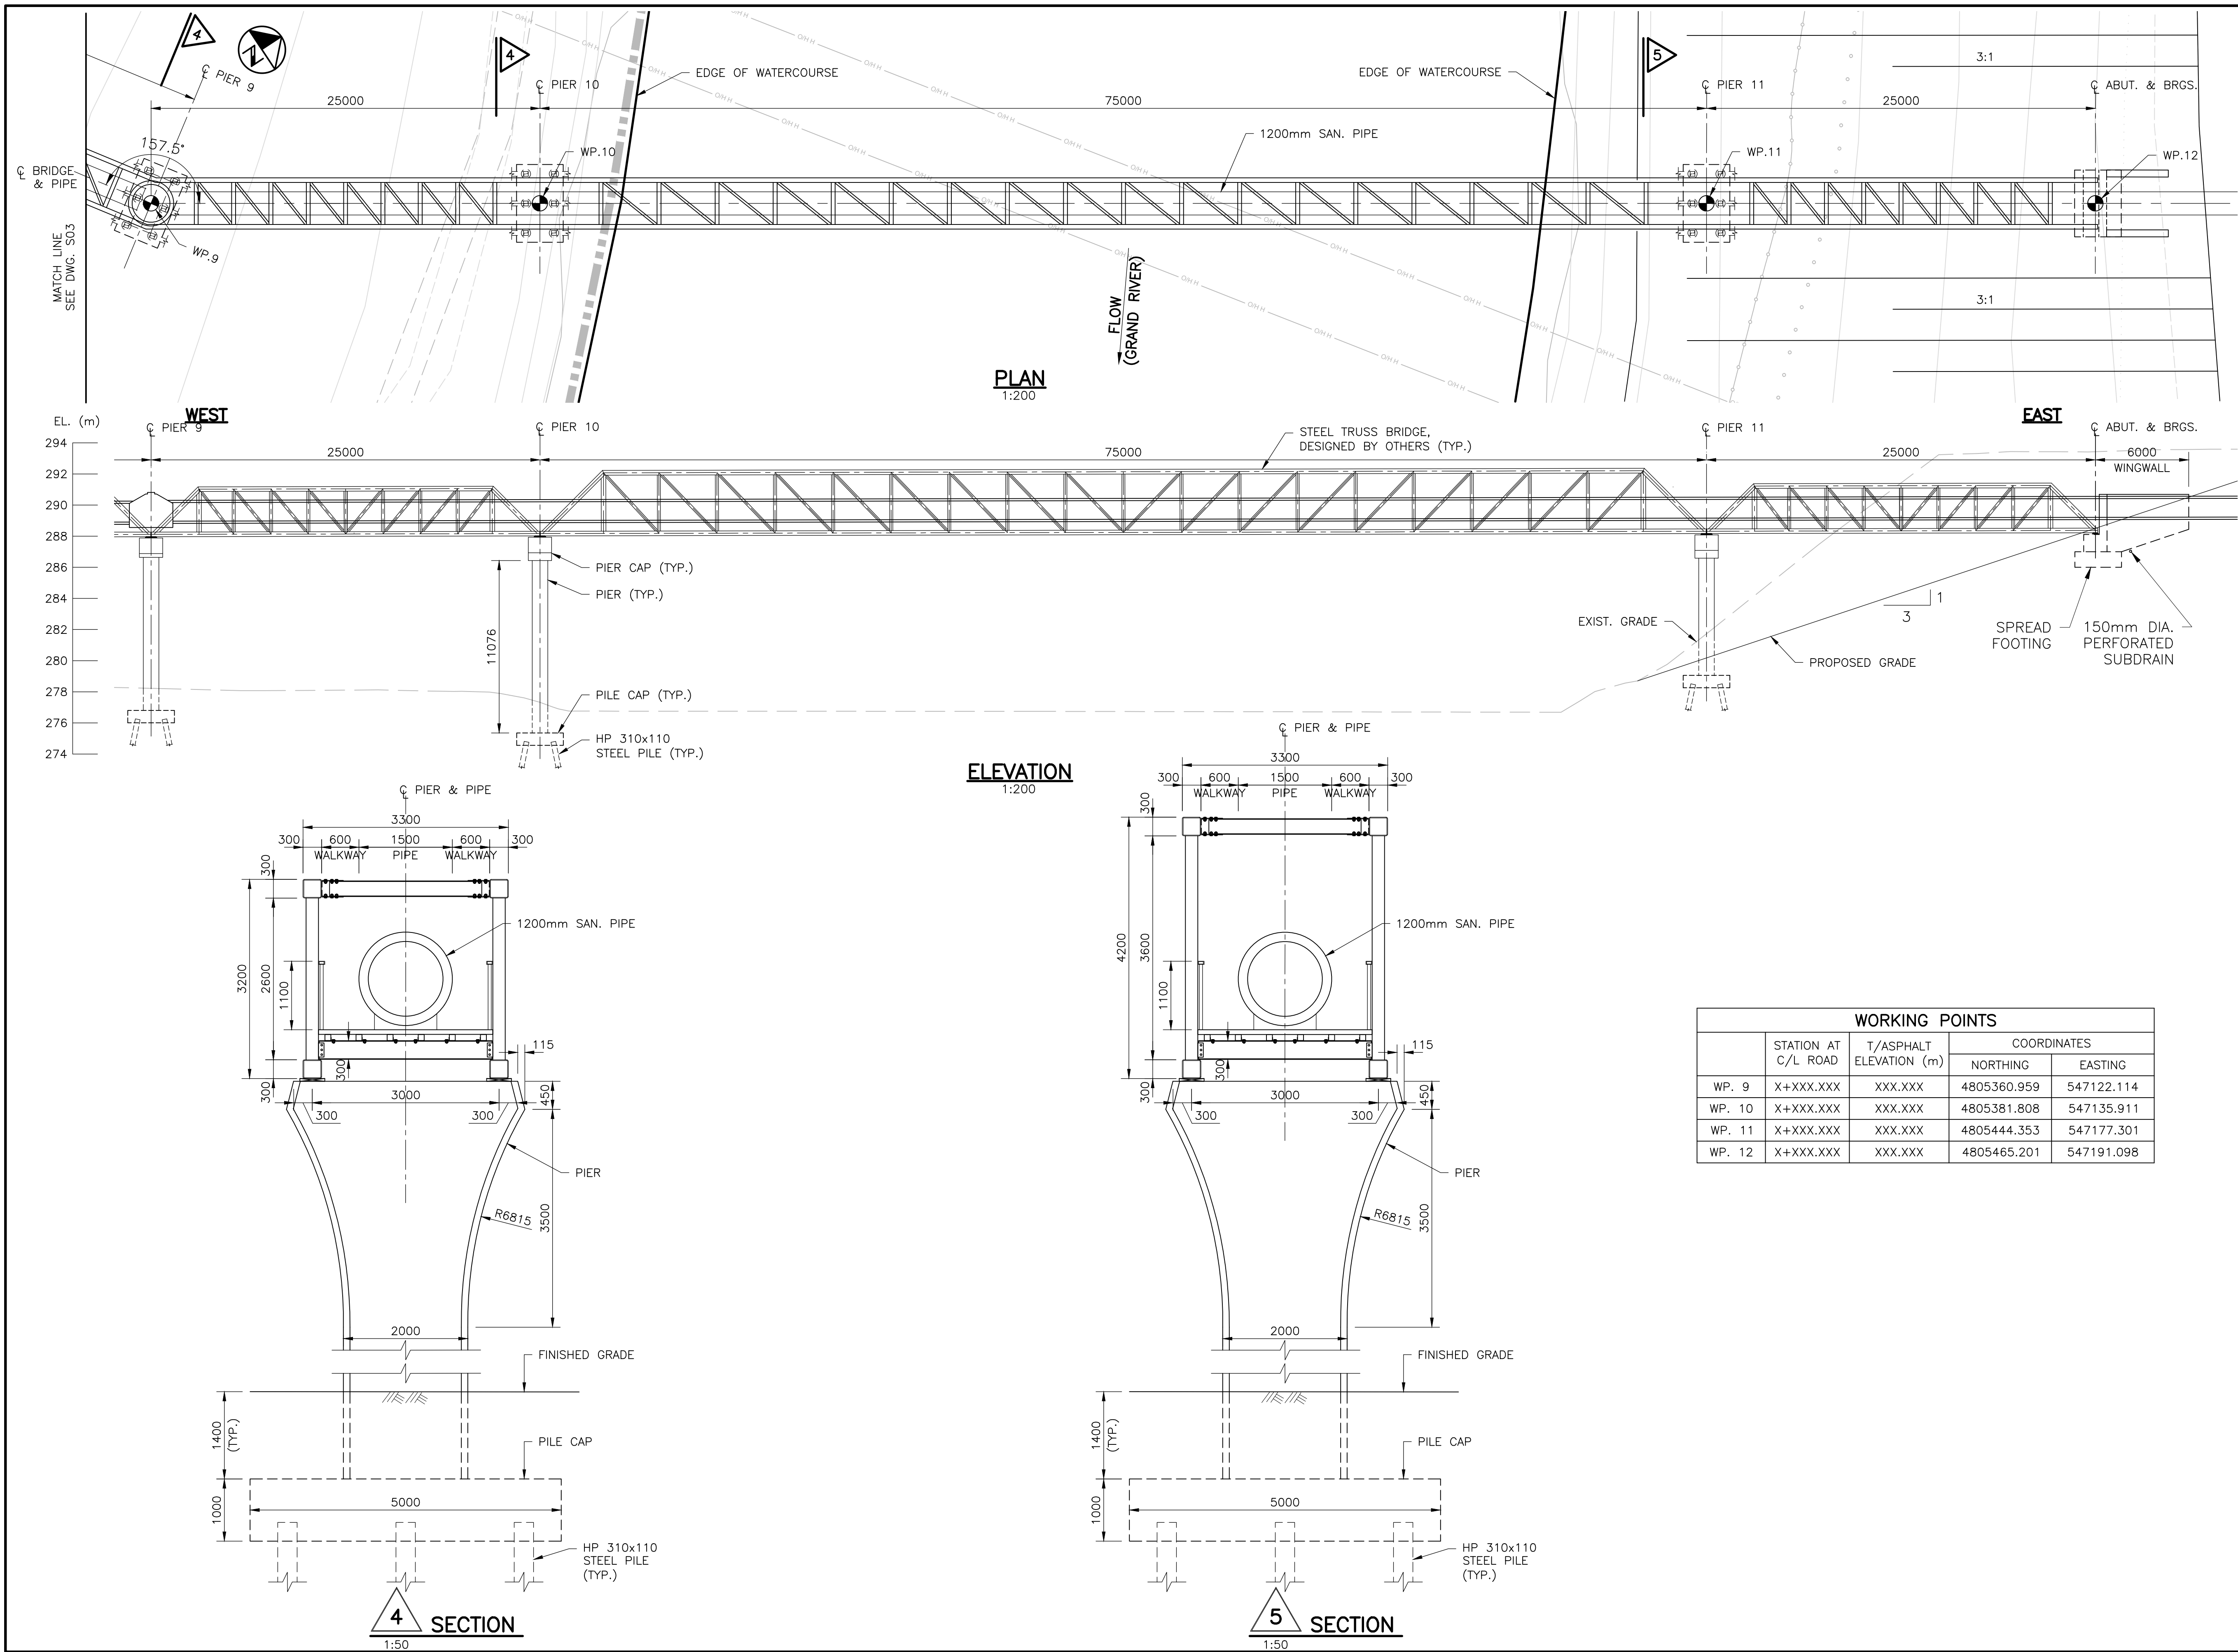 4
N
℄ PIER 9
4
℄ PIER 10
EDGE OF WATERCOURSE
EDGE OF WATERCOURSE
5
℄ PIER 11
3:1
℄ ABUT. & BRGS.
25000
75000
25000
157.5°
1200mm SAN. PIPE
WP.10
WP.11
WP.12
℄ BRIDGE
& PIPE
WP.9
MATCH LINE
SEE DWG. S03
FLOW
(GRAND RIVER)
3:1
O/H H
PLAN
1:200
WEST
EAST
EL. (m)
℄ PIER 9
℄ PIER 10
℄ PIER 11
℄ ABUT. & BRGS.
STEEL TRUSS BRIDGE,
DESIGNED BY OTHERS (TYP.)
25000
75000
25000
6000
WINGWALL
294
292
290
288
286
284
282
280
278
276
274
PIER CAP (TYP.)
PIER (TYP.)
11076
PILE CAP (TYP.)
HP 310x110
STEEL PILE (TYP.)
EXIST. GRADE
PROPOSED GRADE
1
3
SPREAD
FOOTING
150mm DIA.
PERFORATED
SUBDRAIN
ELEVATION
1:200
℄ PIER & PIPE
3300
300 600 1500 600 300
WALKWAY PIPE WALKWAY
300
3200
2600
1100
1200mm SAN. PIPE
115
300
300
3000
300
300
450
PIER
R6815
3500
2000
FINISHED GRADE
1400
(TYP.)
PILE CAP
1000
5000
HP 310x110
STEEL PILE
(TYP.)
4 SECTION
1:50
℄ PIER & PIPE
3300
300 600 1500 600 300
WALKWAY PIPE WALKWAY
300
4200
3600
1100
1200mm SAN. PIPE
115
300
300
3000
300
300
450
PIER
R6815
3500
2000
FINISHED GRADE
1400
(TYP.)
PILE CAP
1000
5000
HP 310x110
STEEL PILE
(TYP.)
5 SECTION
1:50
WORKING POINTS
STATION AT
C/L ROAD
T/ASPHALT
ELEVATION (m)
COORDINATES
NORTHING EASTING
WP. 9 X+XXX.XXX XXX.XXX 4805360.959 547122.114
WP. 10 X+XXX.XXX XXX.XXX 4805381.808 547135.911
WP. 11 X+XXX.XXX XXX.XXX 4805444.353 547177.301
WP. 12 X+XXX.XXX XXX.XXX 4805465.201 547191.098